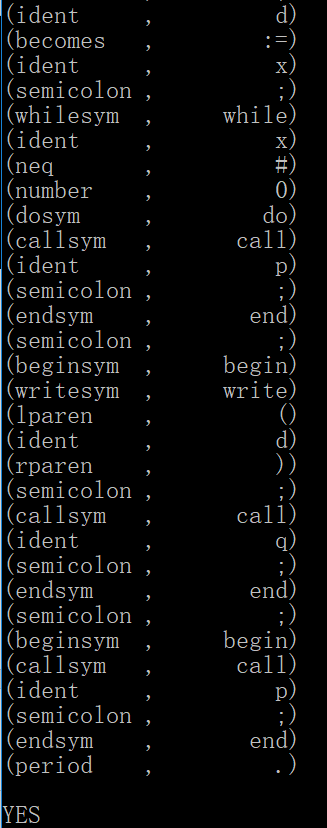 (ident     ,          d)
(becomes   ,         :=)
(ident     ,          x)
(semicolon ,          ;)
(whilesym  ,      while)
(ident     ,          x)
(neq       ,          #)
(number    ,          0)
(dosym     ,         do)
(callsym   ,       call)
(ident     ,          p)
(semicolon ,          ;)
(endsym    ,        end)
(semicolon ,          ;)
(beginsym  ,      begin)
(writesym  ,      write)
(lparen    ,          ()
(ident     ,          d)
(rparen    ,          ))
(semicolon ,          ;)
(callsym   ,       call)
(ident     ,          q)
(semicolon ,          ;)
(endsym    ,        end)
(semicolon ,          ;)
(beginsym  ,      begin)
(callsym   ,       call)
(ident     ,          p)
(semicolon ,          ;)
(endsym    ,        end)
(period    ,          .)
YES